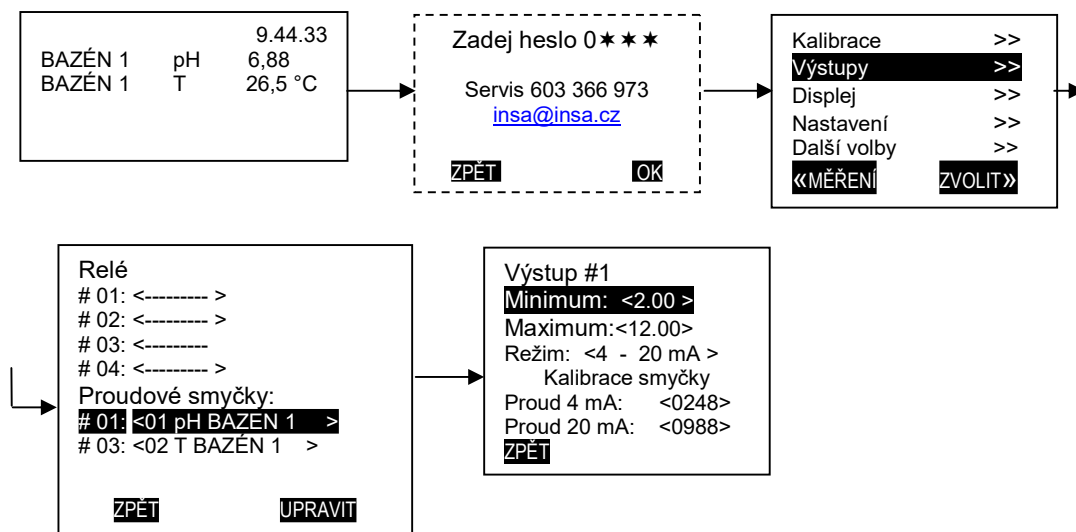 9.44.33
BAZÉN 1 pH 6,88
BAZÉN 1 T 26,5 °C
Zadej heslo 0✶✶✶
Servis 603 366 973
insa@insa.cz
ZPĚT OK
Kalibrace >>
Výstupy >>
Displej >>
Nastavení >>
Další volby >>
«MĚŘENÍ ZVOLIT»
Relé
# 01: <--------- >
# 02: <--------- >
# 03: <---------
# 04: <--------- >
Proudové smyčky:
# 01: <01 pH BAZEN 1 >
# 03: <02 T BAZÉN 1 >
ZPĚT UPRAVIT
Výstup #1
Minimum: <2.00 >
Maximum:<12.00>
Režim: <4 - 20 mA >
Kalibrace smyčky
Proud 4 mA: <0248>
Proud 20 mA: <0988>
ZPĚT